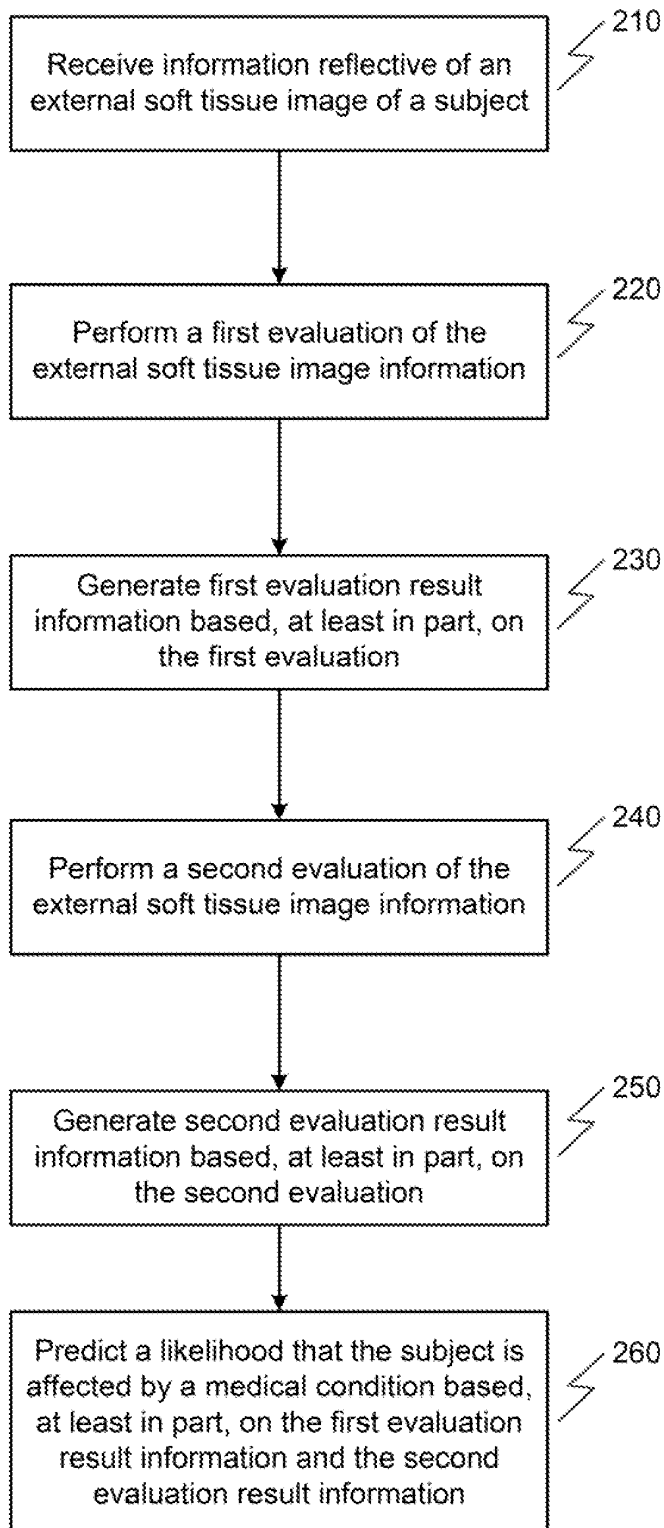 210
Receive information reflective of an
external soft tissue image of a subject
220
Perform a first evaluation of the
external soft tissue image information
230
Generate first evaluation result
information based, at least in part, on
the first evaluation
240
Perform a second evaluation of the
external soft tissue image information
250
Generate second evaluation result
information based, at least in part, on
the second evaluation
260
Predict a likelihood that the subject is
affected by a medical condition based,
at least in part, on the first evaluation
result information and the second
evaluation result information